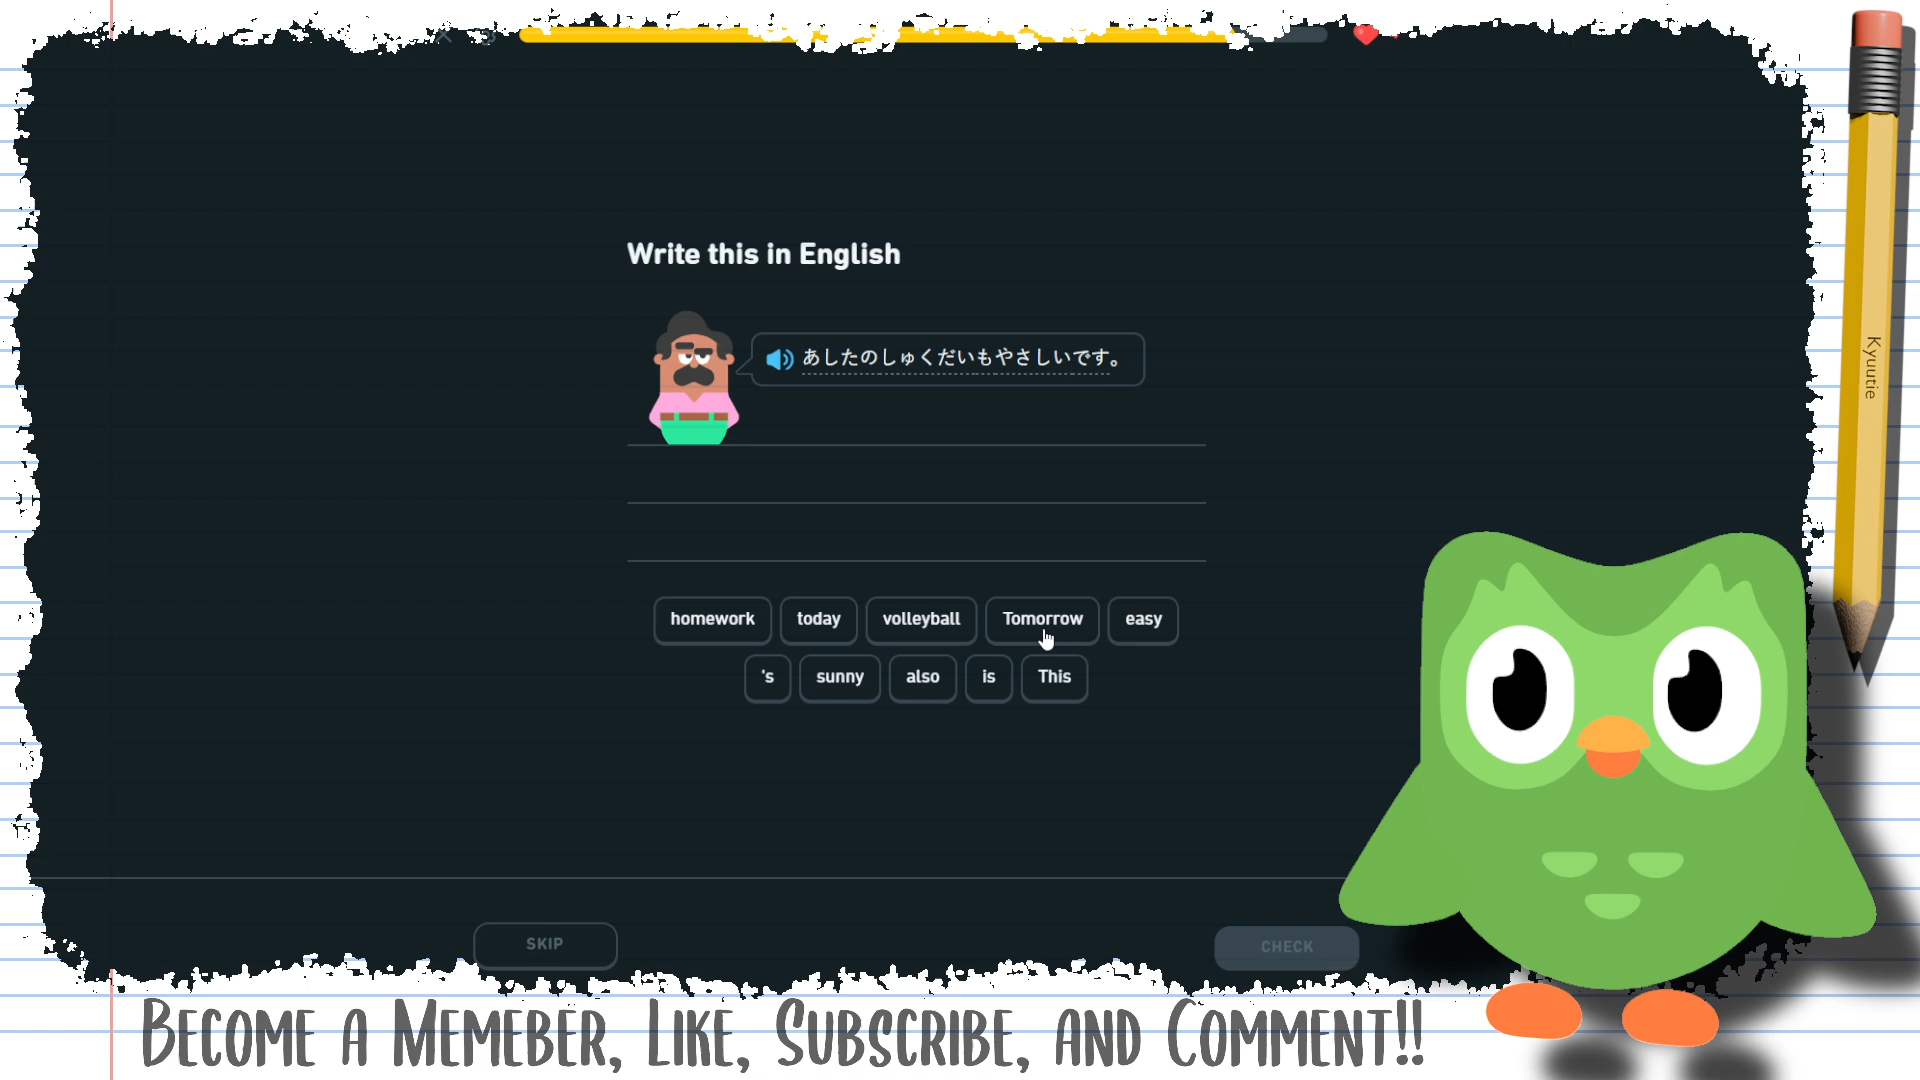 Write this in English
あしたのしゅくだいもやさしいです。
homework today volleyball Tomorrow easy
's sunny also is This
SKIP CHECK
Kyuutie
BECOME A MEMEBER, LIKE, SUBSCRIBE, AND COMMENT!!